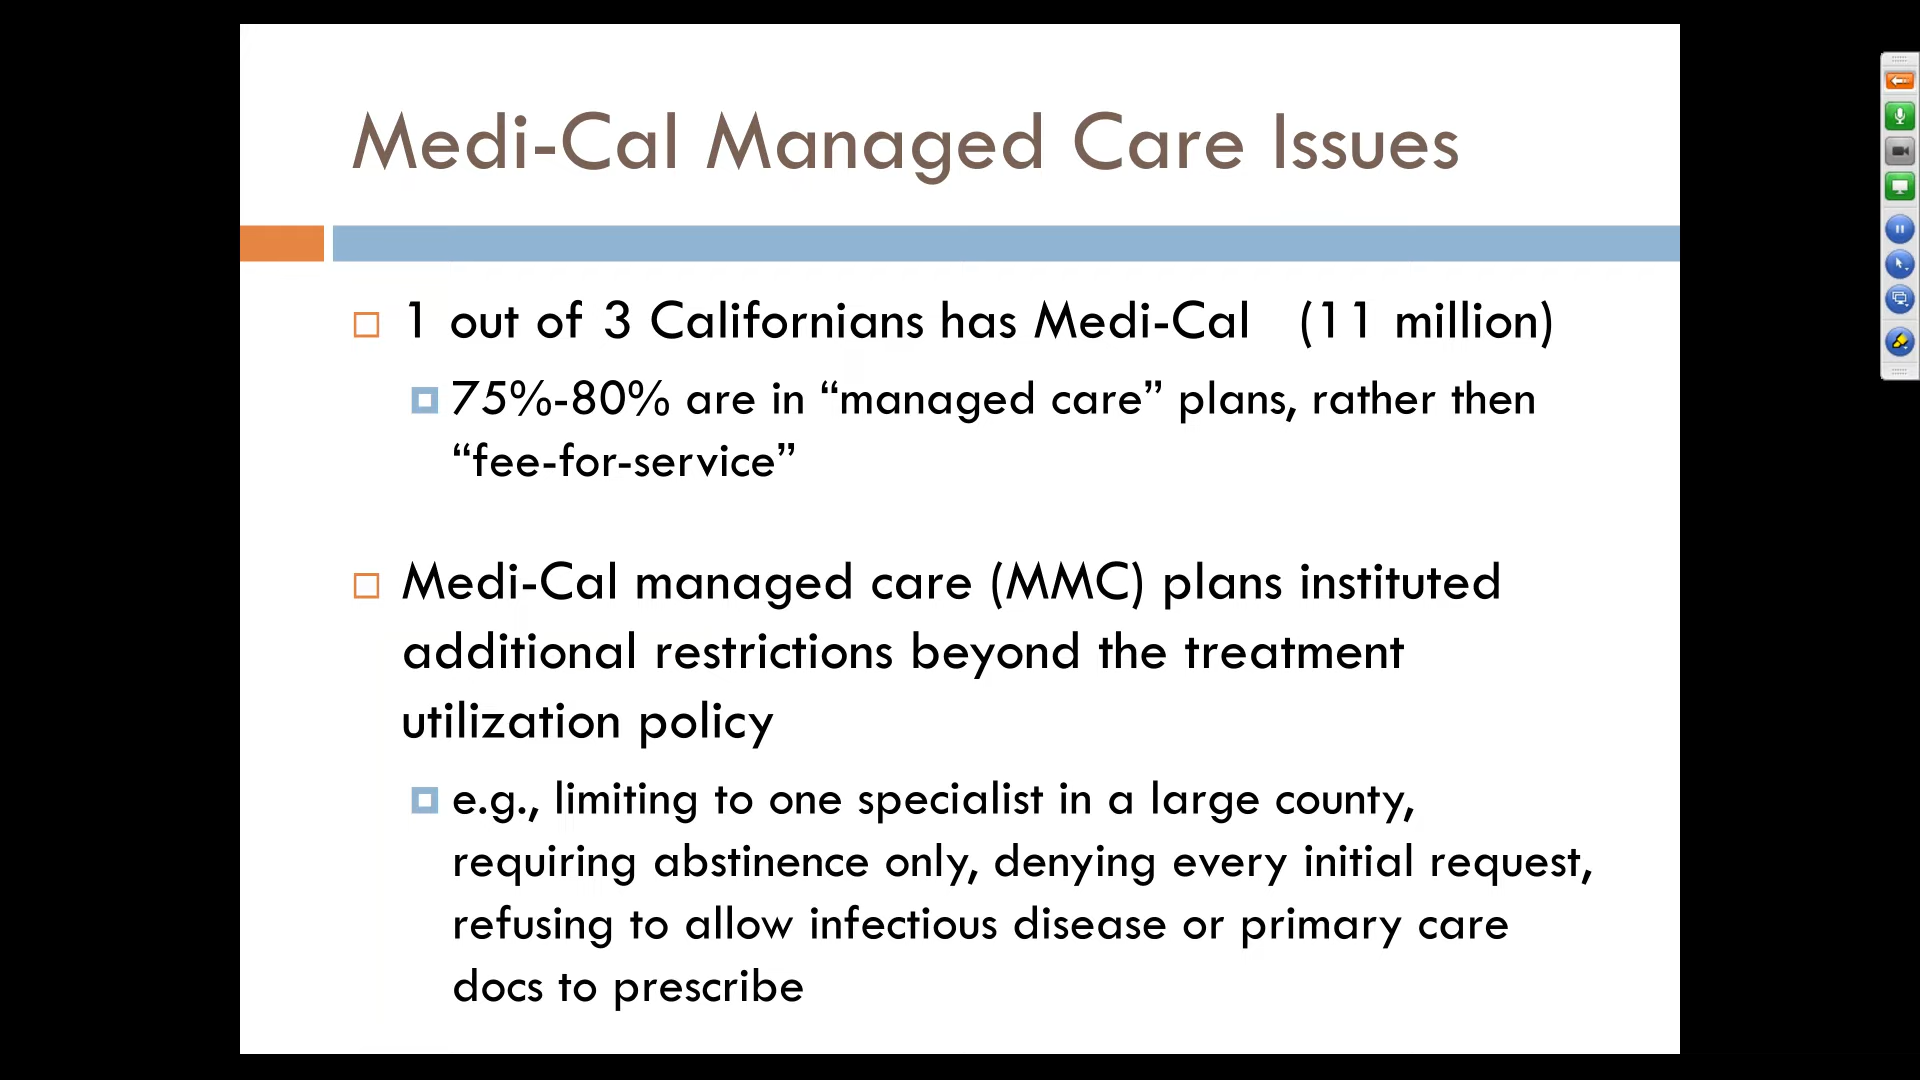 Medi-Cal Managed Care Issues
1 out of 3 Californians has Medi-Cal (11 million)
75%-80% are in “managed care” plans, rather then
“fee-for-service”
Medi-Cal managed care (MMC) plans instituted
additional restrictions beyond the treatment
utilization policy
e.g., limiting to one specialist in a large county,
requiring abstinence only, denying every initial request,
refusing to allow infectious disease or primary care
docs to prescribe